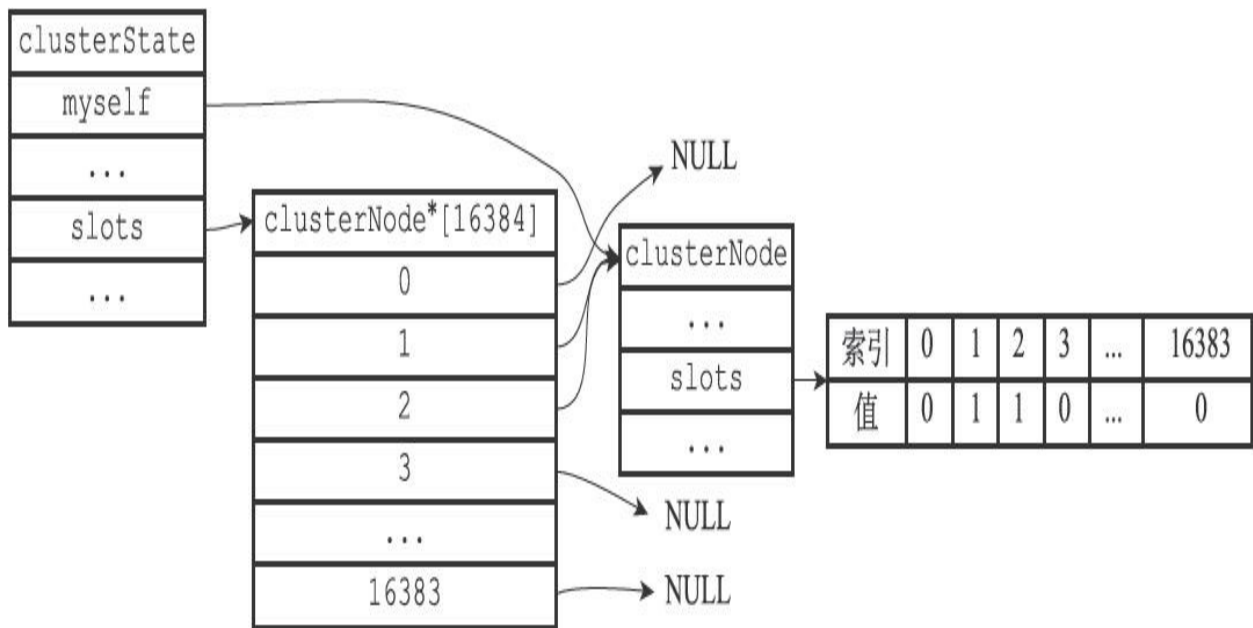 clusterState
myself
...
slots
...
clusterNode*[16384]
0
1
2
3
...
16383
NULL
clusterNode
...
slots
...
NULL
NULL
索引 0 1 2 3 ... 16383
值 0 1 1 0 ... 0